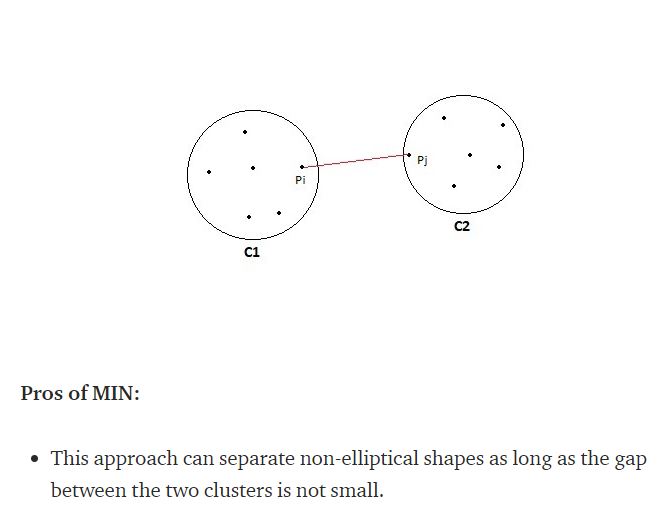 Pi
Pj
C2
C1
Pros of MIN:
• This approach can separate non-elliptical shapes as long as the gap
between the two clusters is not small.